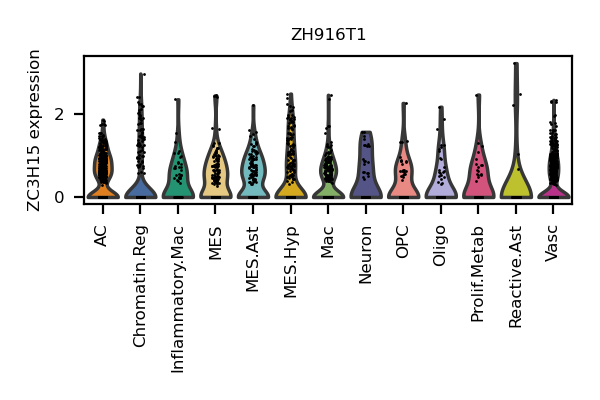 ZH916T1
ZC3H15 expression
2
0
AC
Chromatin.Reg
Inflammatory.Mac
MES
MES.Ast
MES.Hyp
Mac
Neuron
OPC
Oligo
Prolif.Metab
Reactive.Ast
Vasc